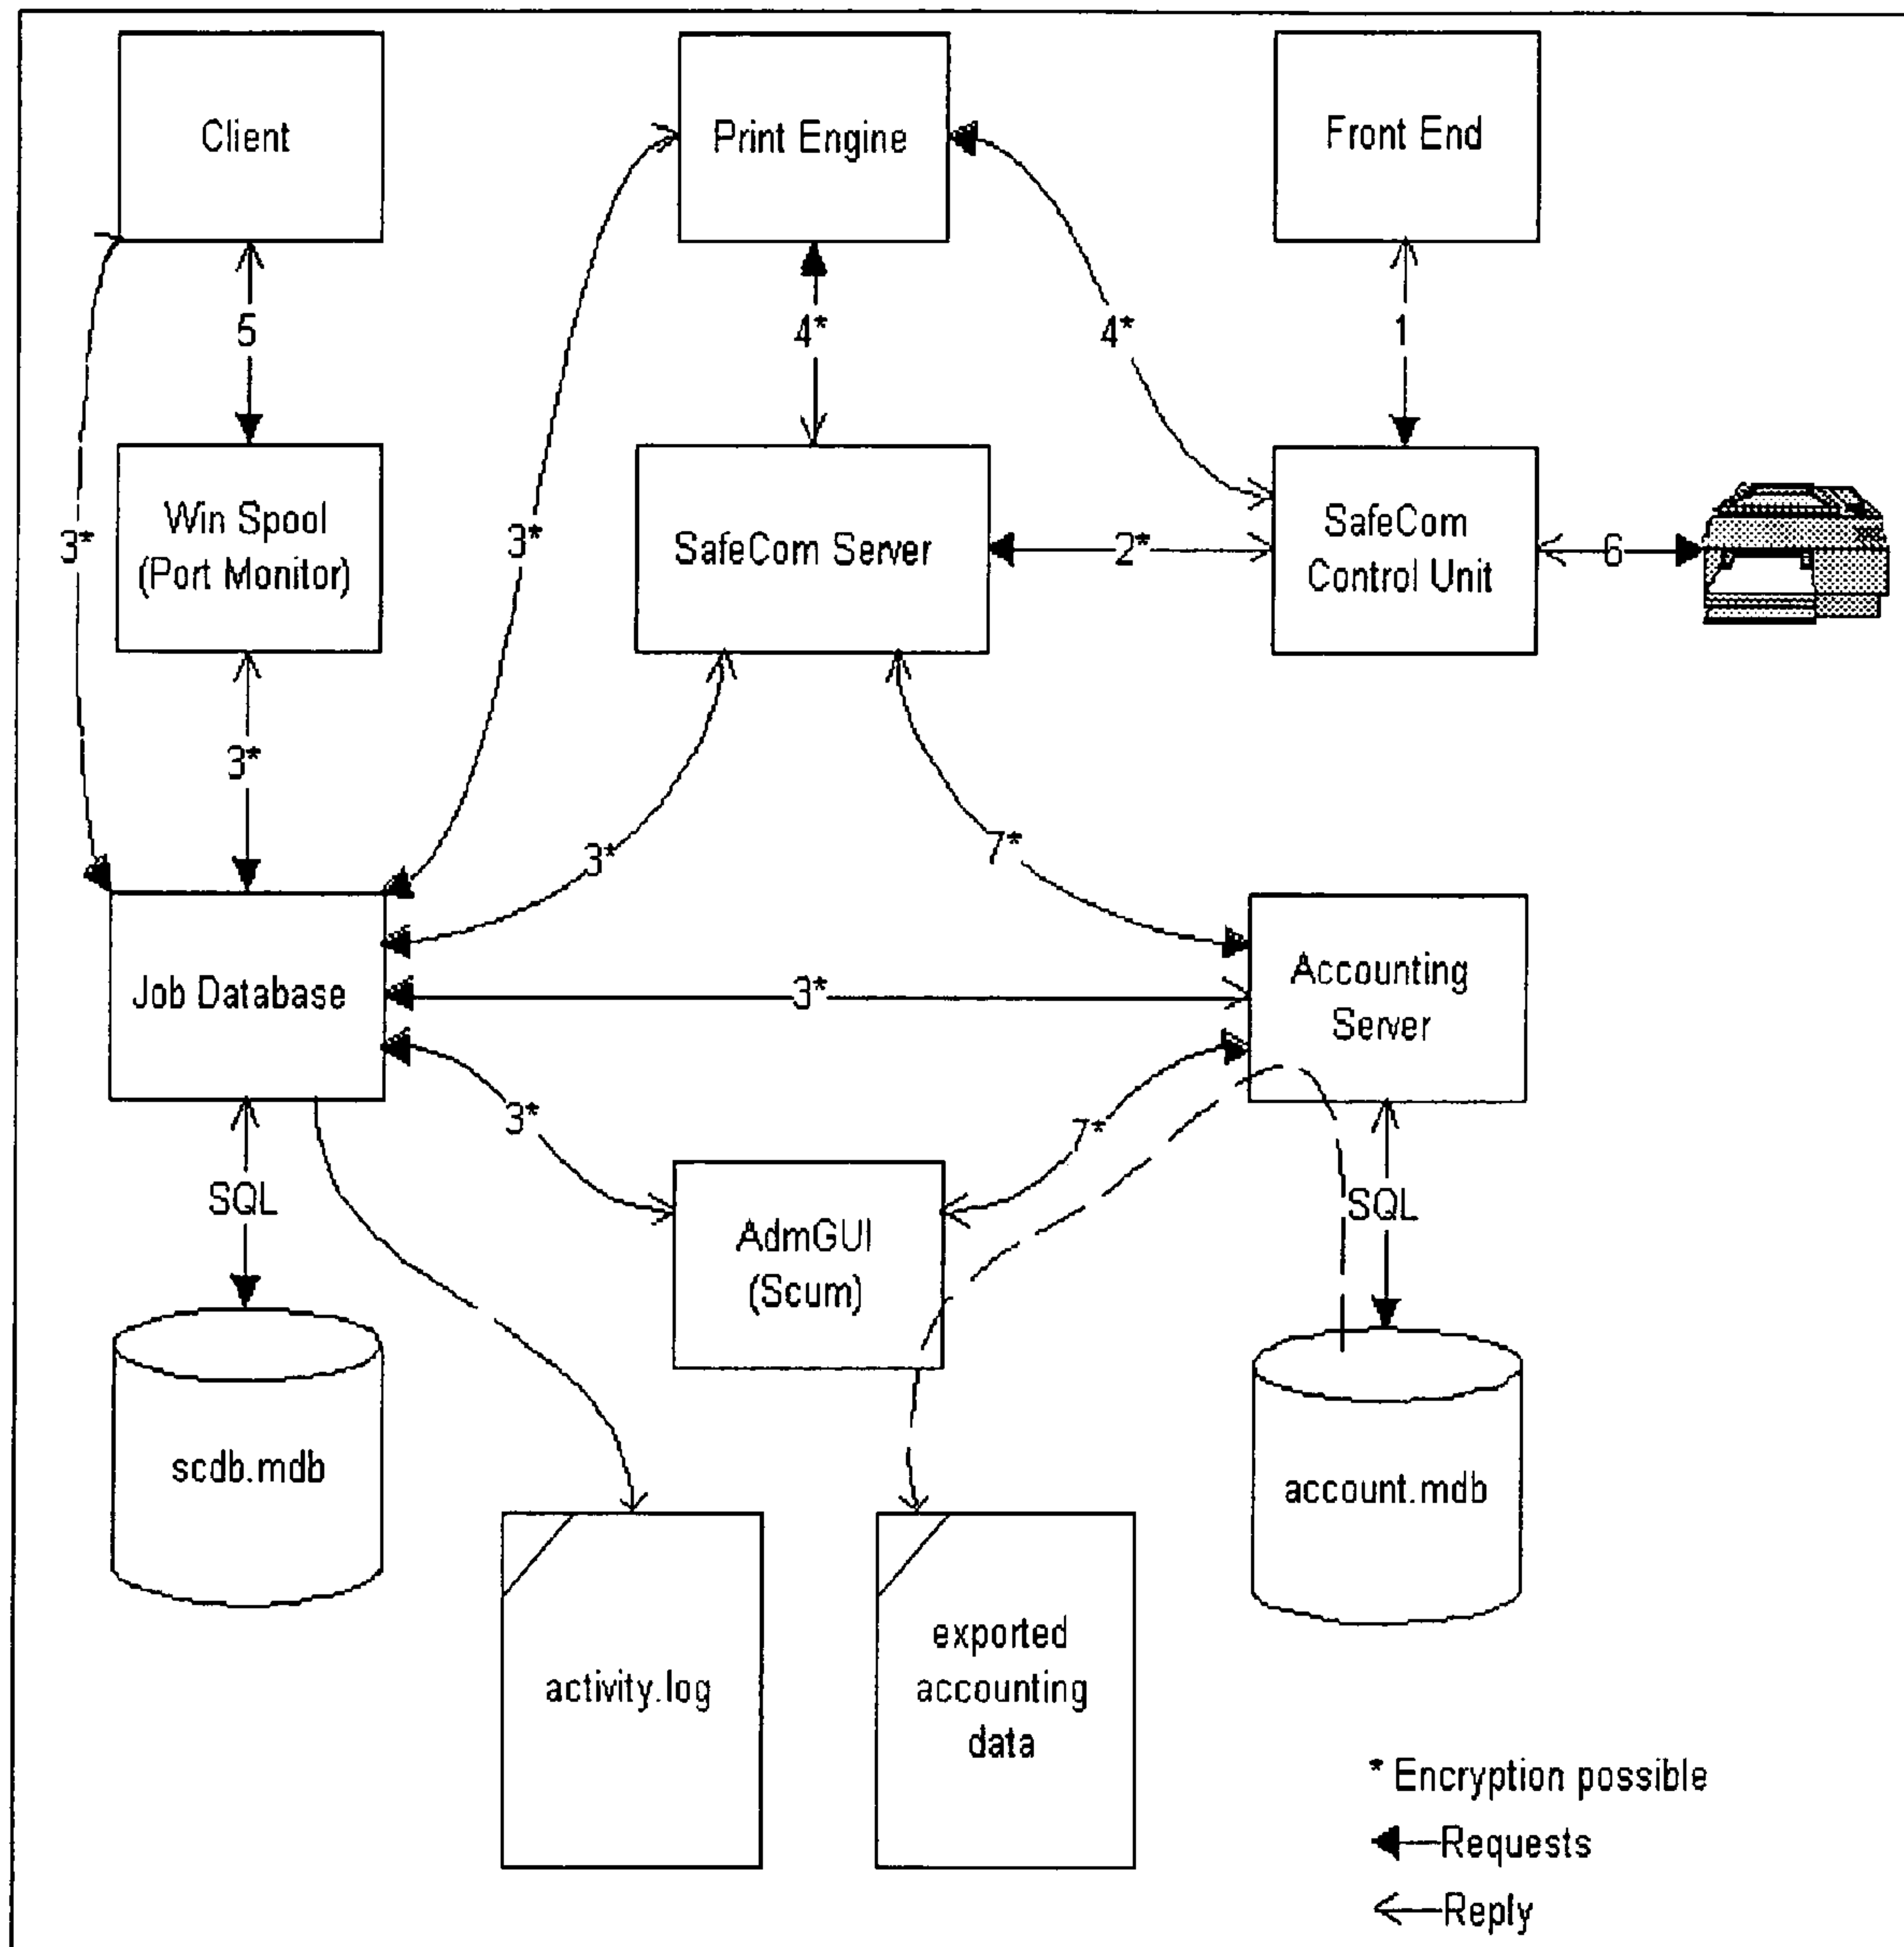 Client
Print Engine
Front End
5
4*
4*
1
3*
Win Spool
(Port Monitor)
3*
SafeCom Server
2*
SafeCom
Control Unit
6
3*
3*
7*
Job Database
3*
Accounting
Server
3*
7*
SQL
AdmGUI
(Scum)
SQL
scdb.mdb
account.mdb
activity.log
exported
accounting
data
* Encryption possible
Requests
Reply